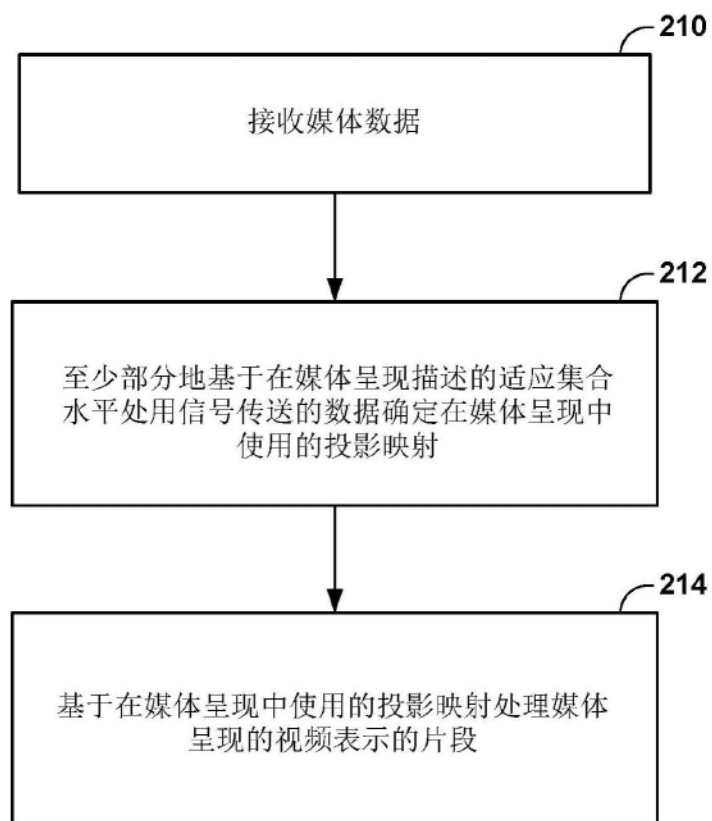 210
接收媒体数据
212
至少部分地基于在媒体呈现描述的适应集合
水平处用信号传送的数据确定在媒体呈现中
使用的投影映射
214
基于在媒体呈现中使用的投影映射处理媒体
呈现的视频表示的片段